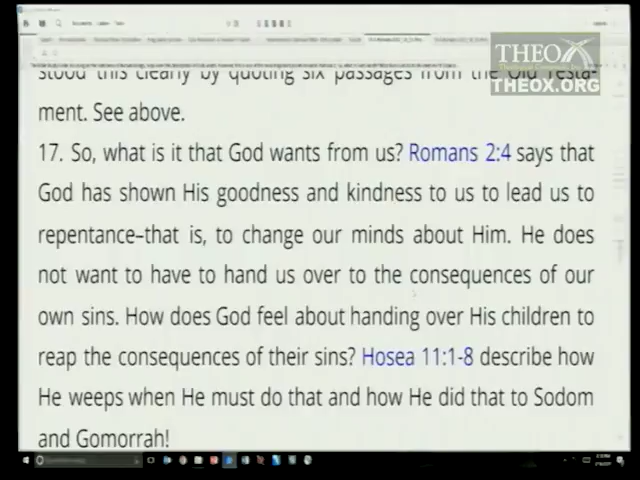 THEOX
THEOX.ORG
stood this clearly by quoting six passages from the Old Testa-
ment. See above.
17. So, what is it that God wants from us? Romans 2:4 says that
God has shown His goodness and kindness to us to lead us to
repentance–that is, to change our minds about Him. He does
not want to have to hand us over to the consequences of our
own sins. How does God feel about handing over His children to
reap the consequences of their sins? Hosea 11:1-8 describe how
He weeps when He must do that and how He did that to Sodom
and Gomorrah!